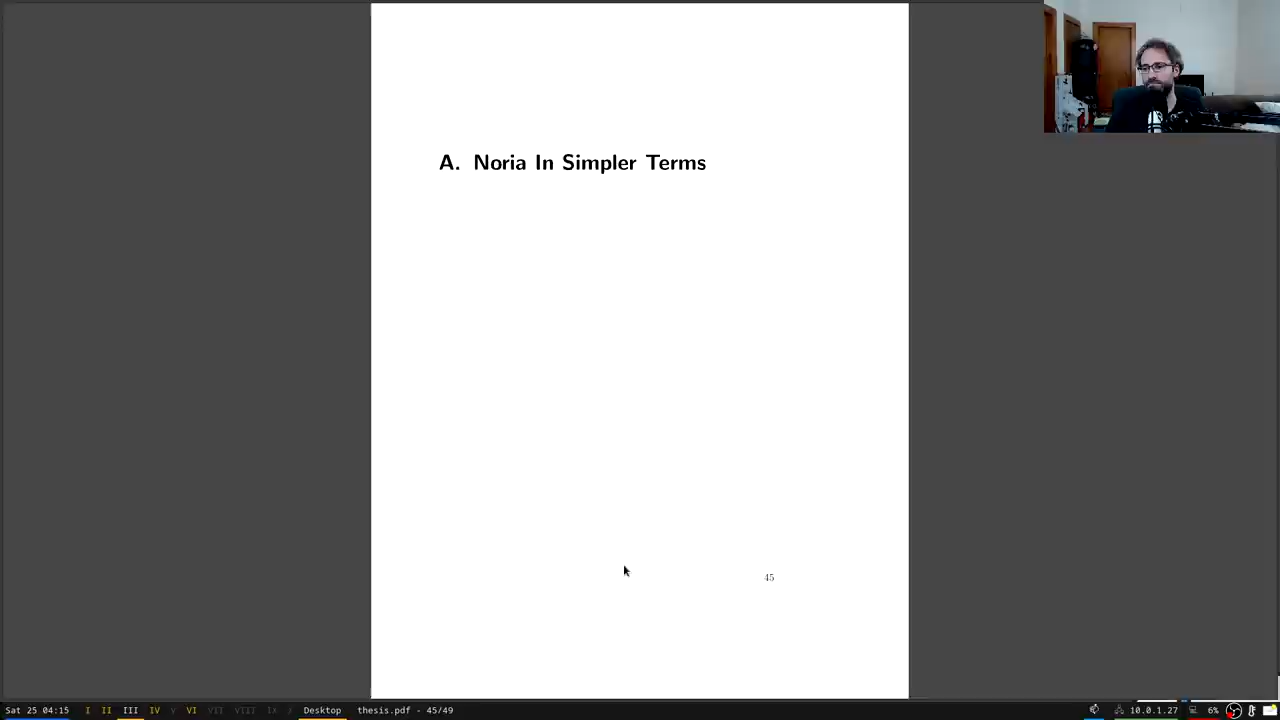 A. Noria In Simpler Terms
45
Sat 25 04:15 I II III IV V VI VII VIII IX X Desktop thesis.pdf - 45/49 10.0.1.27 6%